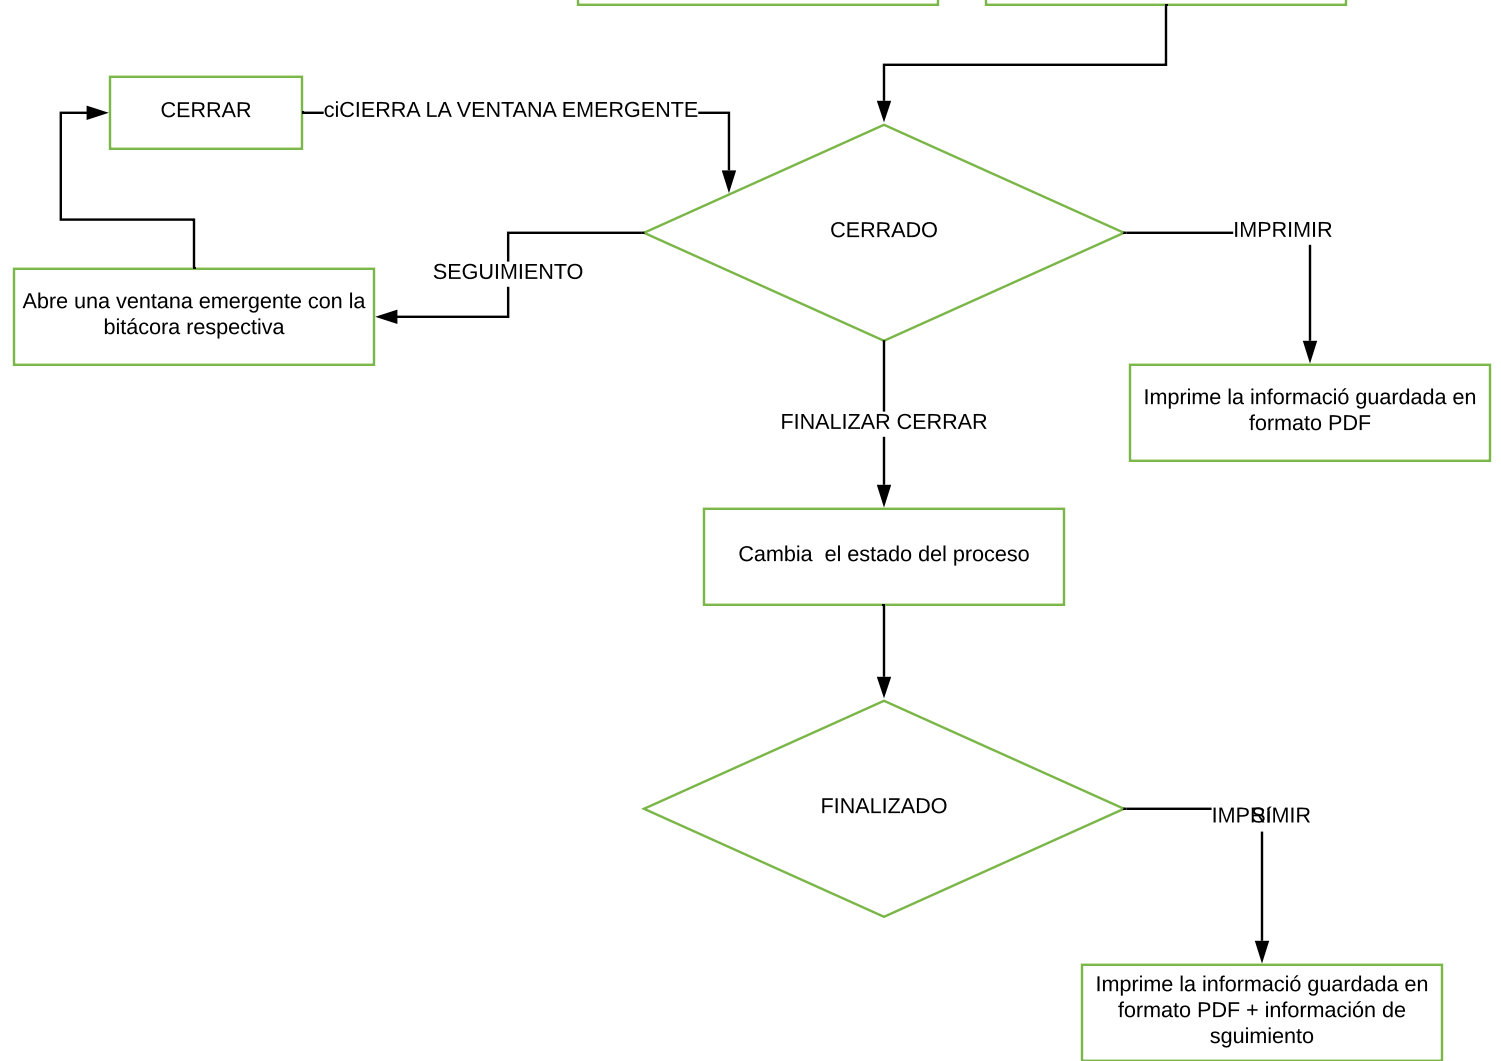 CERRAR
ciCIERRA LA VENTANA EMERGENTE
CERRADO
IMPRIMIR
SEGUIMIENTO
Abre una ventana emergente con la
bitácora respectiva
Imprime la informació guardada en
formato PDF
FINALIZAR CERRAR
Cambia  el estado del proceso
FINALIZADO
IMPRIMIR
Sí
Imprime la informació guardada en
formato PDF + información de
sguimiento